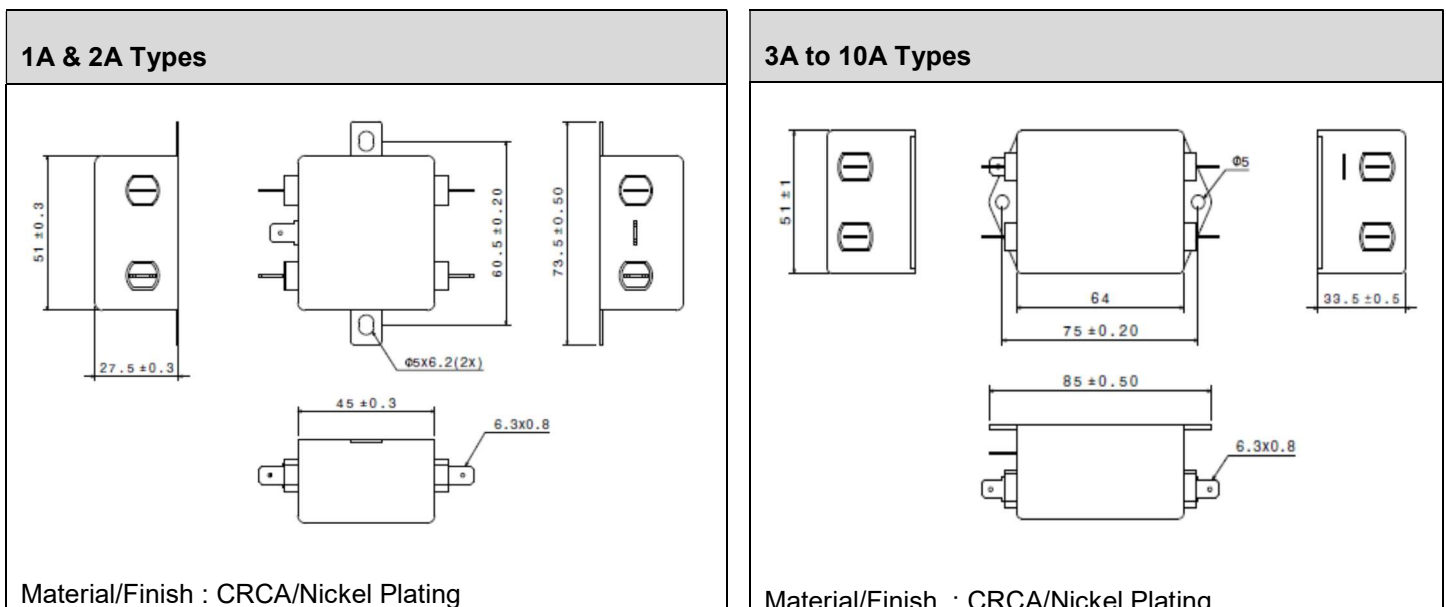 1A & 2A Types
51 ±0.3
27.5 ±0.3
60.5 ±0.20
Φ5X6.2(2X)
73.5 ±0.50
45 ±0.3
6.3X0.8
Material/Finish : CRCA/Nickel Plating
3A to 10A Types
51 ±1
Φ5
64
75 ±0.20
33.5 ±0.5
85 ±0.50
6.3X0.8
Material/Finish : CRCA/Nickel Plating